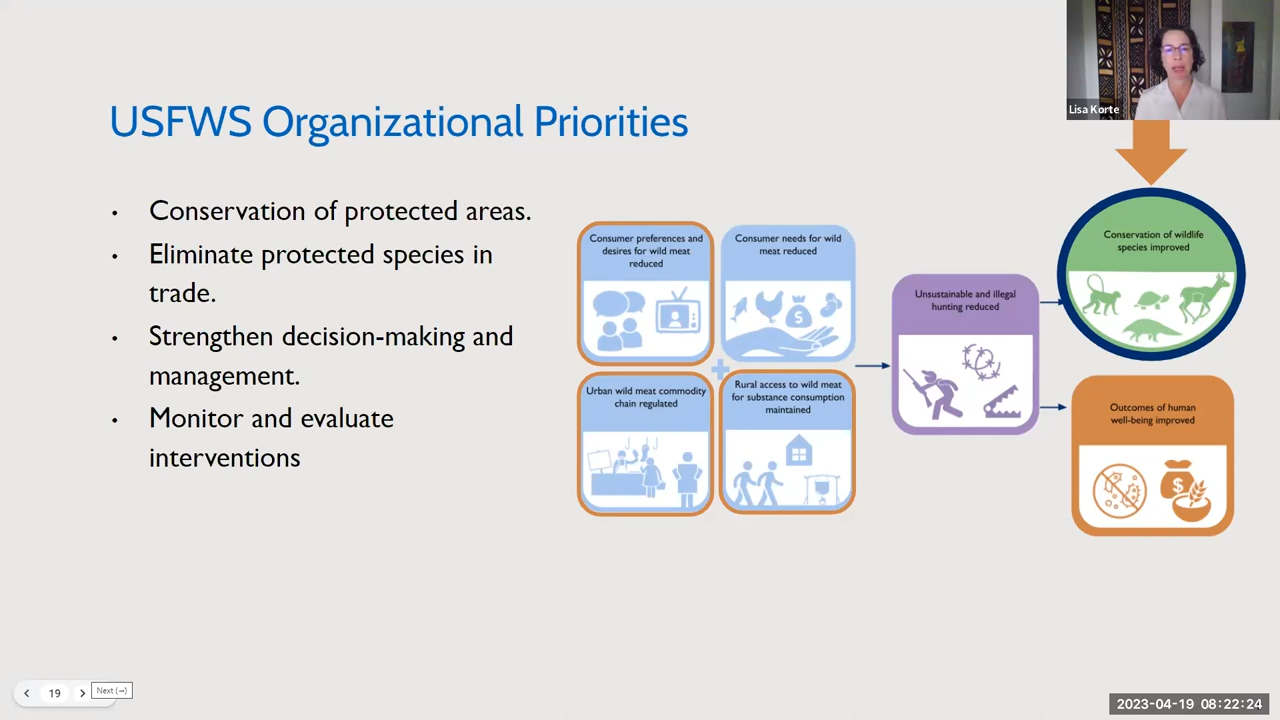 Lisa Korte
USFWS Organizational Priorities
• Conservation of protected areas.
• Eliminate protected species in
trade.
• Strengthen decision-making and
management.
• Monitor and evaluate
interventions
Consumer preferences and
desires for wild meat
reduced
Consumer needs for wild
meat reduced
Urban wild meat commodity
chain regulated
Rural access to wild meat
for substance consumption
maintained
Unsustainable and illegal
hunting reduced
Conservation of wildlife
species improved
Outcomes of human
well-being improved
$
$
19
Next (→)
2023-04-19 08:22:24